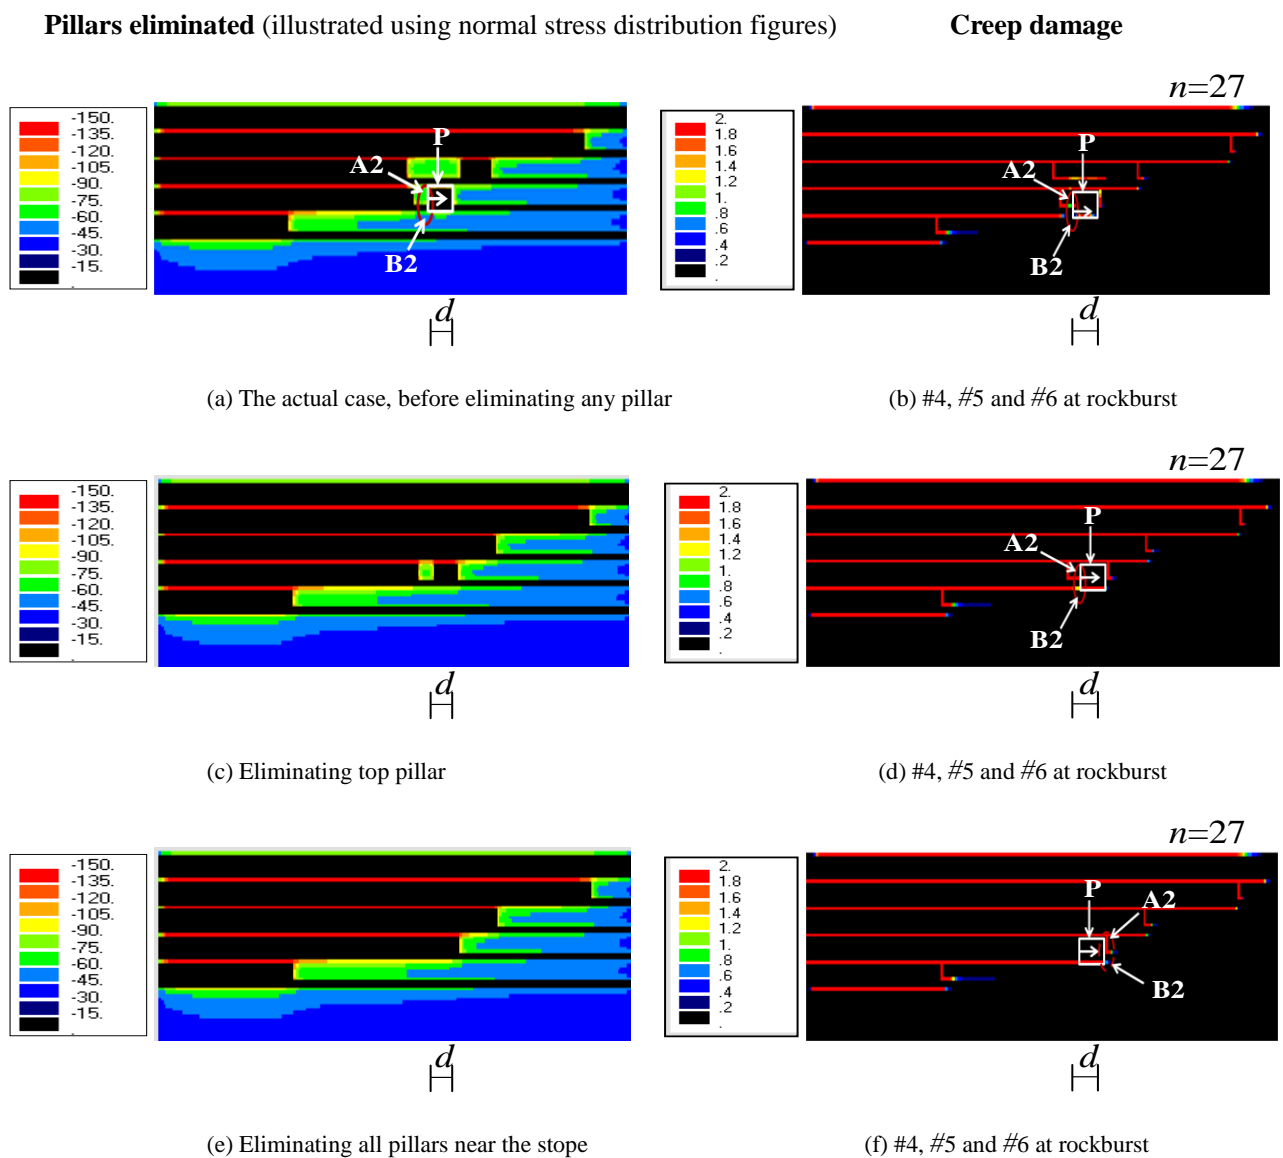 Pillars eliminated (illustrated using normal stress distribution figures)
Creep damage
-150.
-135.
-120.
-105.
-90.
-75.
-60.
-45.
-30.
-15.
.
P
A2
B2
d
2.
1.8
1.6
1.4
1.2
1.
.8
.6
.4
.2
.
n=27
P
A2
B2
d
(a) The actual case, before eliminating any pillar
(b) #4, #5 and #6 at rockburst
-150.
-135.
-120.
-105.
-90.
-75.
-60.
-45.
-30.
-15.
.
d
2.
1.8
1.6
1.4
1.2
1.
.8
.6
.4
.2
.
n=27
P
A2
B2
d
(c) Eliminating top pillar
(d) #4, #5 and #6 at rockburst
-150.
-135.
-120.
-105.
-90.
-75.
-60.
-45.
-30.
-15.
.
d
2.
1.8
1.6
1.4
1.2
1.
.8
.6
.4
.2
.
n=27
P
A2
B2
d
(e) Eliminating all pillars near the stope
(f) #4, #5 and #6 at rockburst